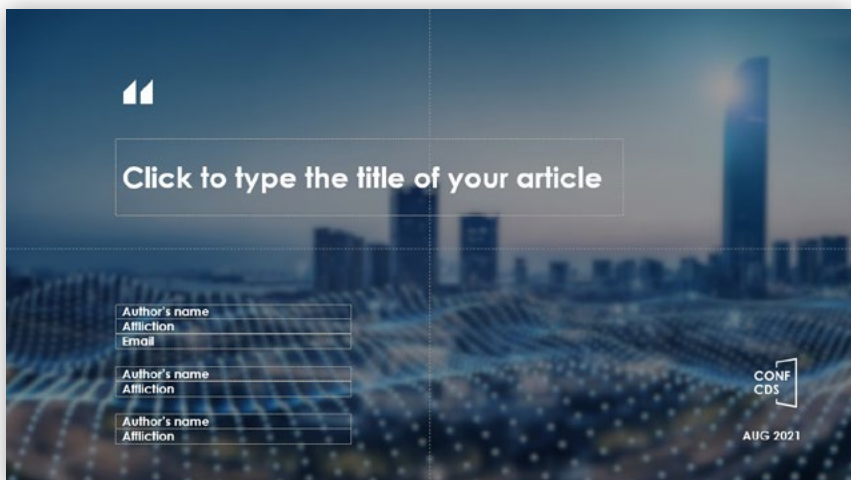 “
Click to type the title of your article
Author's name
Affliction
Email
Author's name
Affliction
Author's name
Affliction
CONF
CDS
AUG 2021